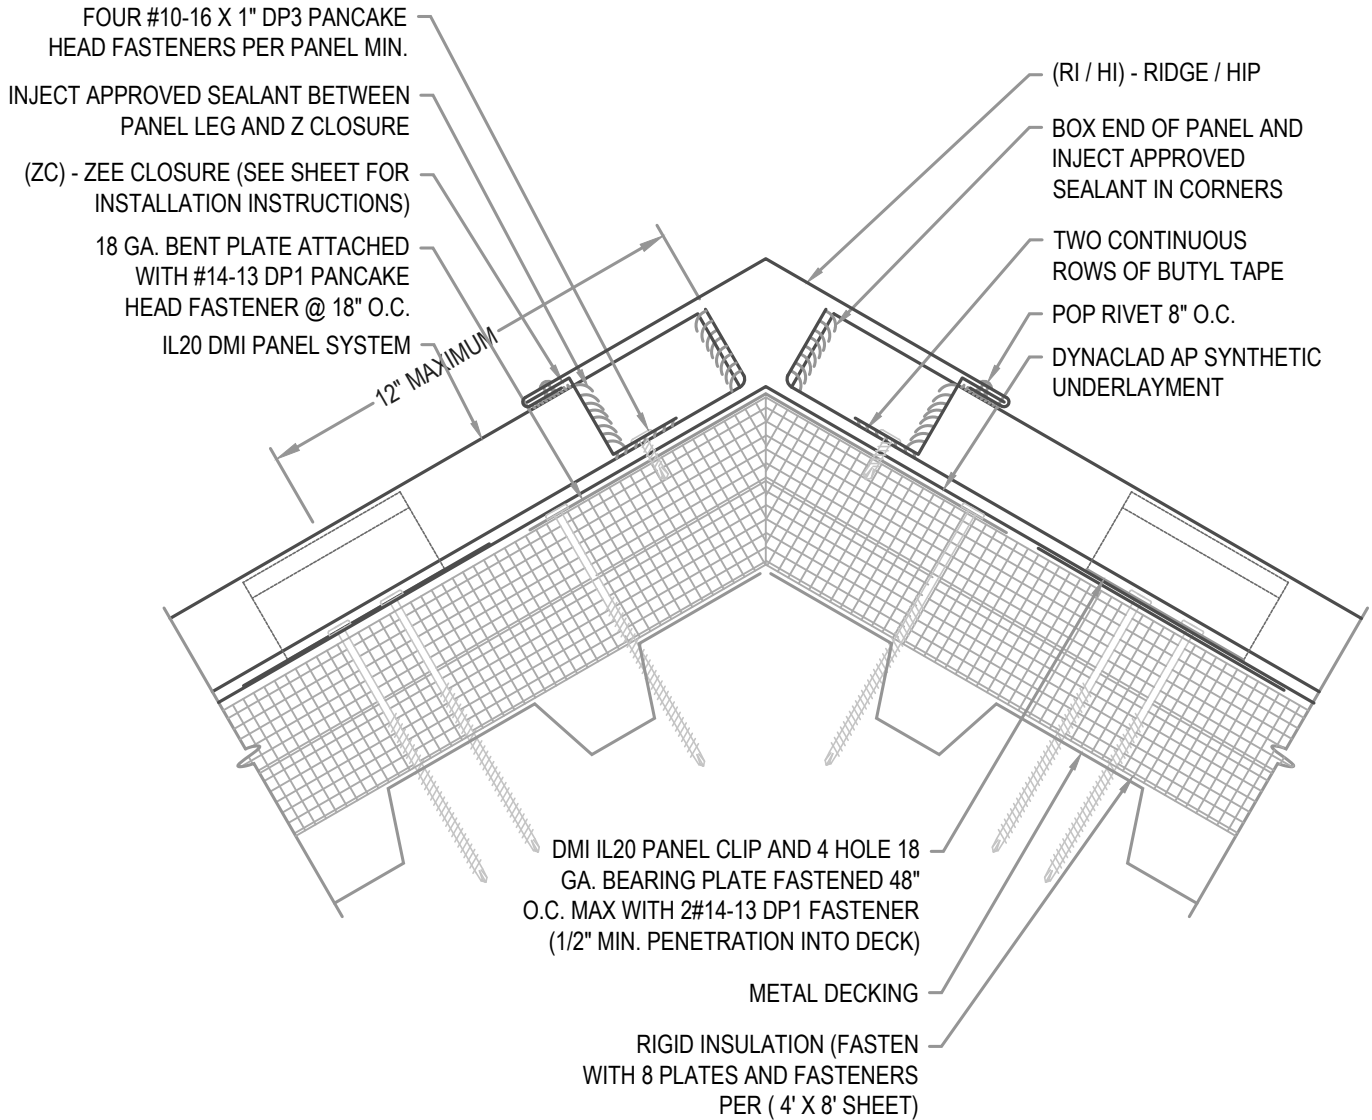 FOUR #10-16 X 1" DP3 PANCAKE
HEAD FASTENERS PER PANEL MIN.
INJECT APPROVED SEALANT BETWEEN
PANEL LEG AND Z CLOSURE
(ZC) - ZEE CLOSURE (SEE SHEET FOR
INSTALLATION INSTRUCTIONS)
18 GA. BENT PLATE ATTACHED
WITH #14-13 DP1 PANCAKE
HEAD FASTENER @ 18" O.C.
IL20 DMI PANEL SYSTEM
12" MAXIMUM
(RI / HI) - RIDGE / HIP
BOX END OF PANEL AND
INJECT APPROVED
SEALANT IN CORNERS
TWO CONTINUOUS
ROWS OF BUTYL TAPE
POP RIVET 8" O.C.
DYNACLAD AP SYNTHETIC
UNDERLAYMENT
DMI IL20 PANEL CLIP AND 4 HOLE 18
GA. BEARING PLATE FASTENED 48"
O.C. MAX WITH 2#14-13 DP1 FASTENER
(1/2" MIN. PENETRATION INTO DECK)
METAL DECKING
RIGID INSULATION (FASTEN
WITH 8 PLATES AND FASTENERS
PER ( 4' X 8' SHEET)